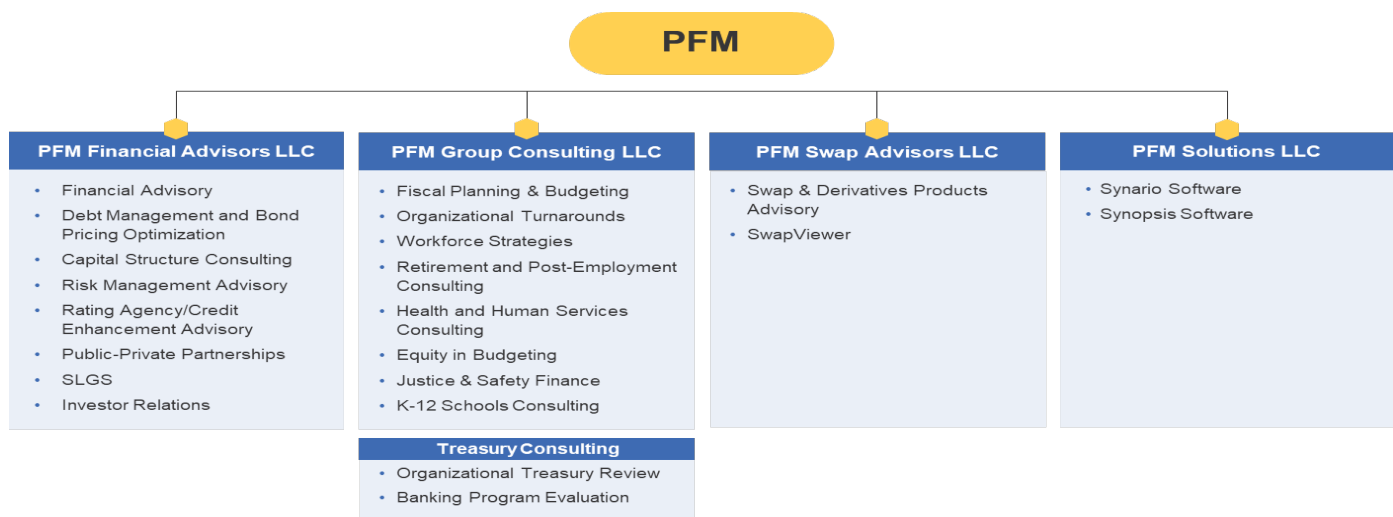 PFM
PFM Financial Advisors LLC
• Financial Advisory
• Debt Management and Bond
Pricing Optimization
• Capital Structure Consulting
• Risk Management Advisory
• Rating Agency/Credit
Enhancement Advisory
• Public-Private Partnerships
• SLGS
• Investor Relations
PFM Group Consulting LLC
• Fiscal Planning & Budgeting
• Organizational Turnarounds
• Workforce Strategies
• Retirement and Post-Employment
Consulting
• Health and Human Services
Consulting
• Equity in Budgeting
• Justice & Safety Finance
• K-12 Schools Consulting
Treasury Consulting
• Organizational Treasury Review
• Banking Program Evaluation
PFM Swap Advisors LLC
• Swap & Derivatives Products
Advisory
• SwapViewer
PFM Solutions LLC
• Synario Software
• Synopsis Software